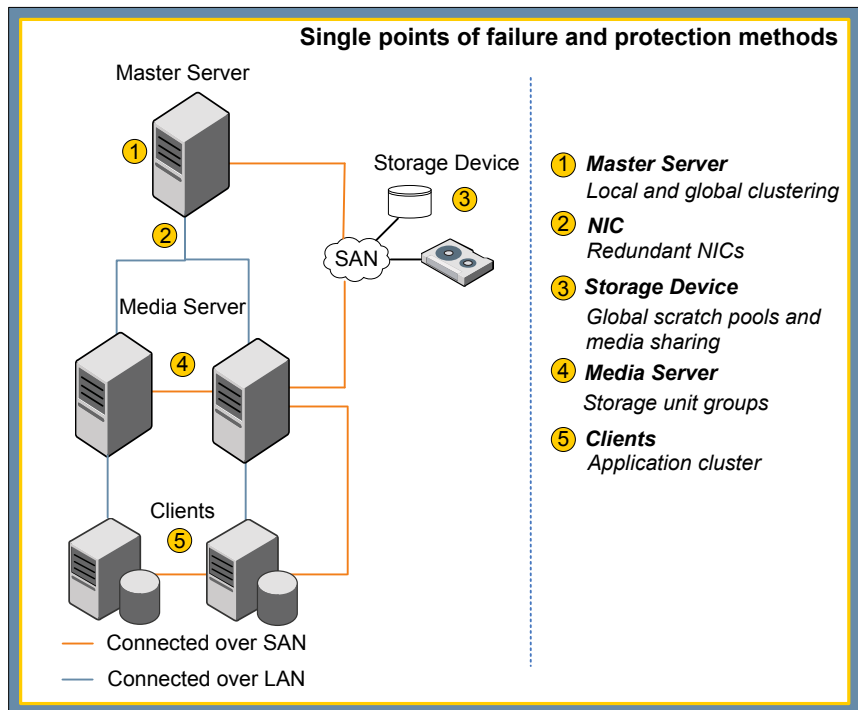 Single points of failure and protection methods
Master Server
1
2
Storage Device
3
SAN
Media Server
4
Clients
5
Connected over SAN
Connected over LAN
1 Master Server
Local and global clustering
2 NIC
Redundant NICs
3 Storage Device
Global scratch pools and
media sharing
4 Media Server
Storage unit groups
5 Clients
Application cluster